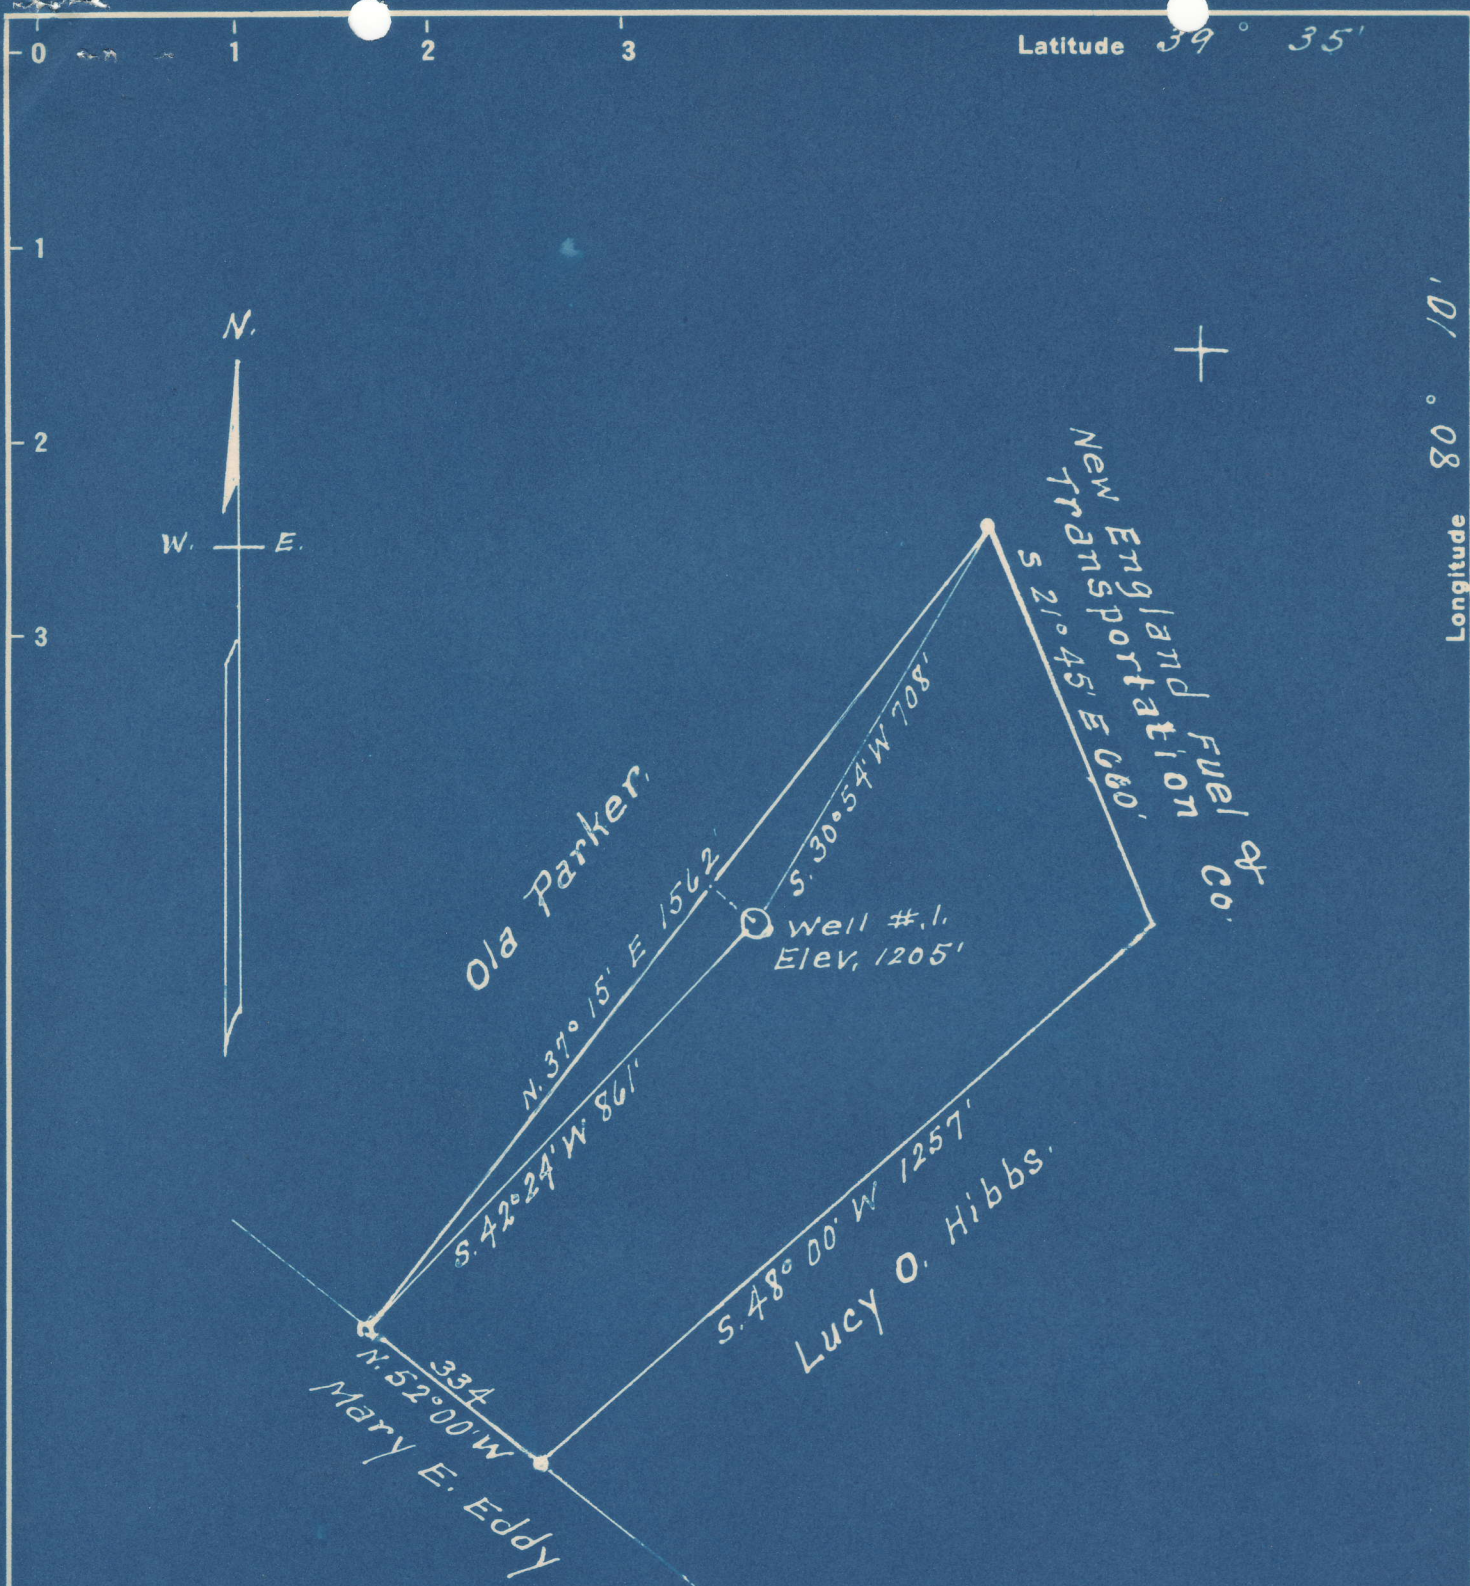 0 1 2 3
Latitude 39° 35'
1
2
3
Longitude 80° 10'
N.
W. E.
New England Fuel &
Transportation Co.
S 21° 45' E 660'
S. 30° 54' W 708'
Ola Parker.
N. 37° 15' E 1562
Well #.1.
Elev. 1205'
S. 42° 24' W 861'
S. 48° 00' W 1257'
Lucy O. Hibbs.
334
N. 52° 00' W
Mary E. Eddy